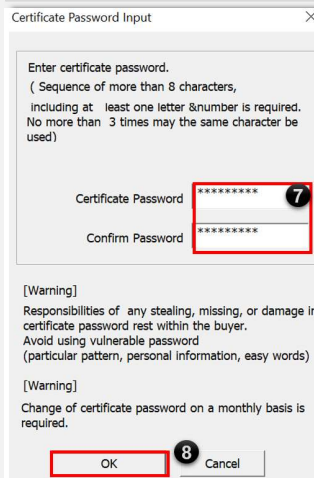 Certificate Password Input
Enter certificate password.
( Sequence of more than 8 characters,
including at least one letter &number is required.
No more than 3 times may the same character be
used)
Certificate Password ********* 7
Confirm Password *********
[Warning]
Responsibilities of any stealing, missing, or damage in
certificate password rest within the buyer.
Avoid using vulnerable password
(particular pattern, personal information, easy words)
[Warning]
Change of certificate password on a monthly basis is
required.
OK 8 Cancel